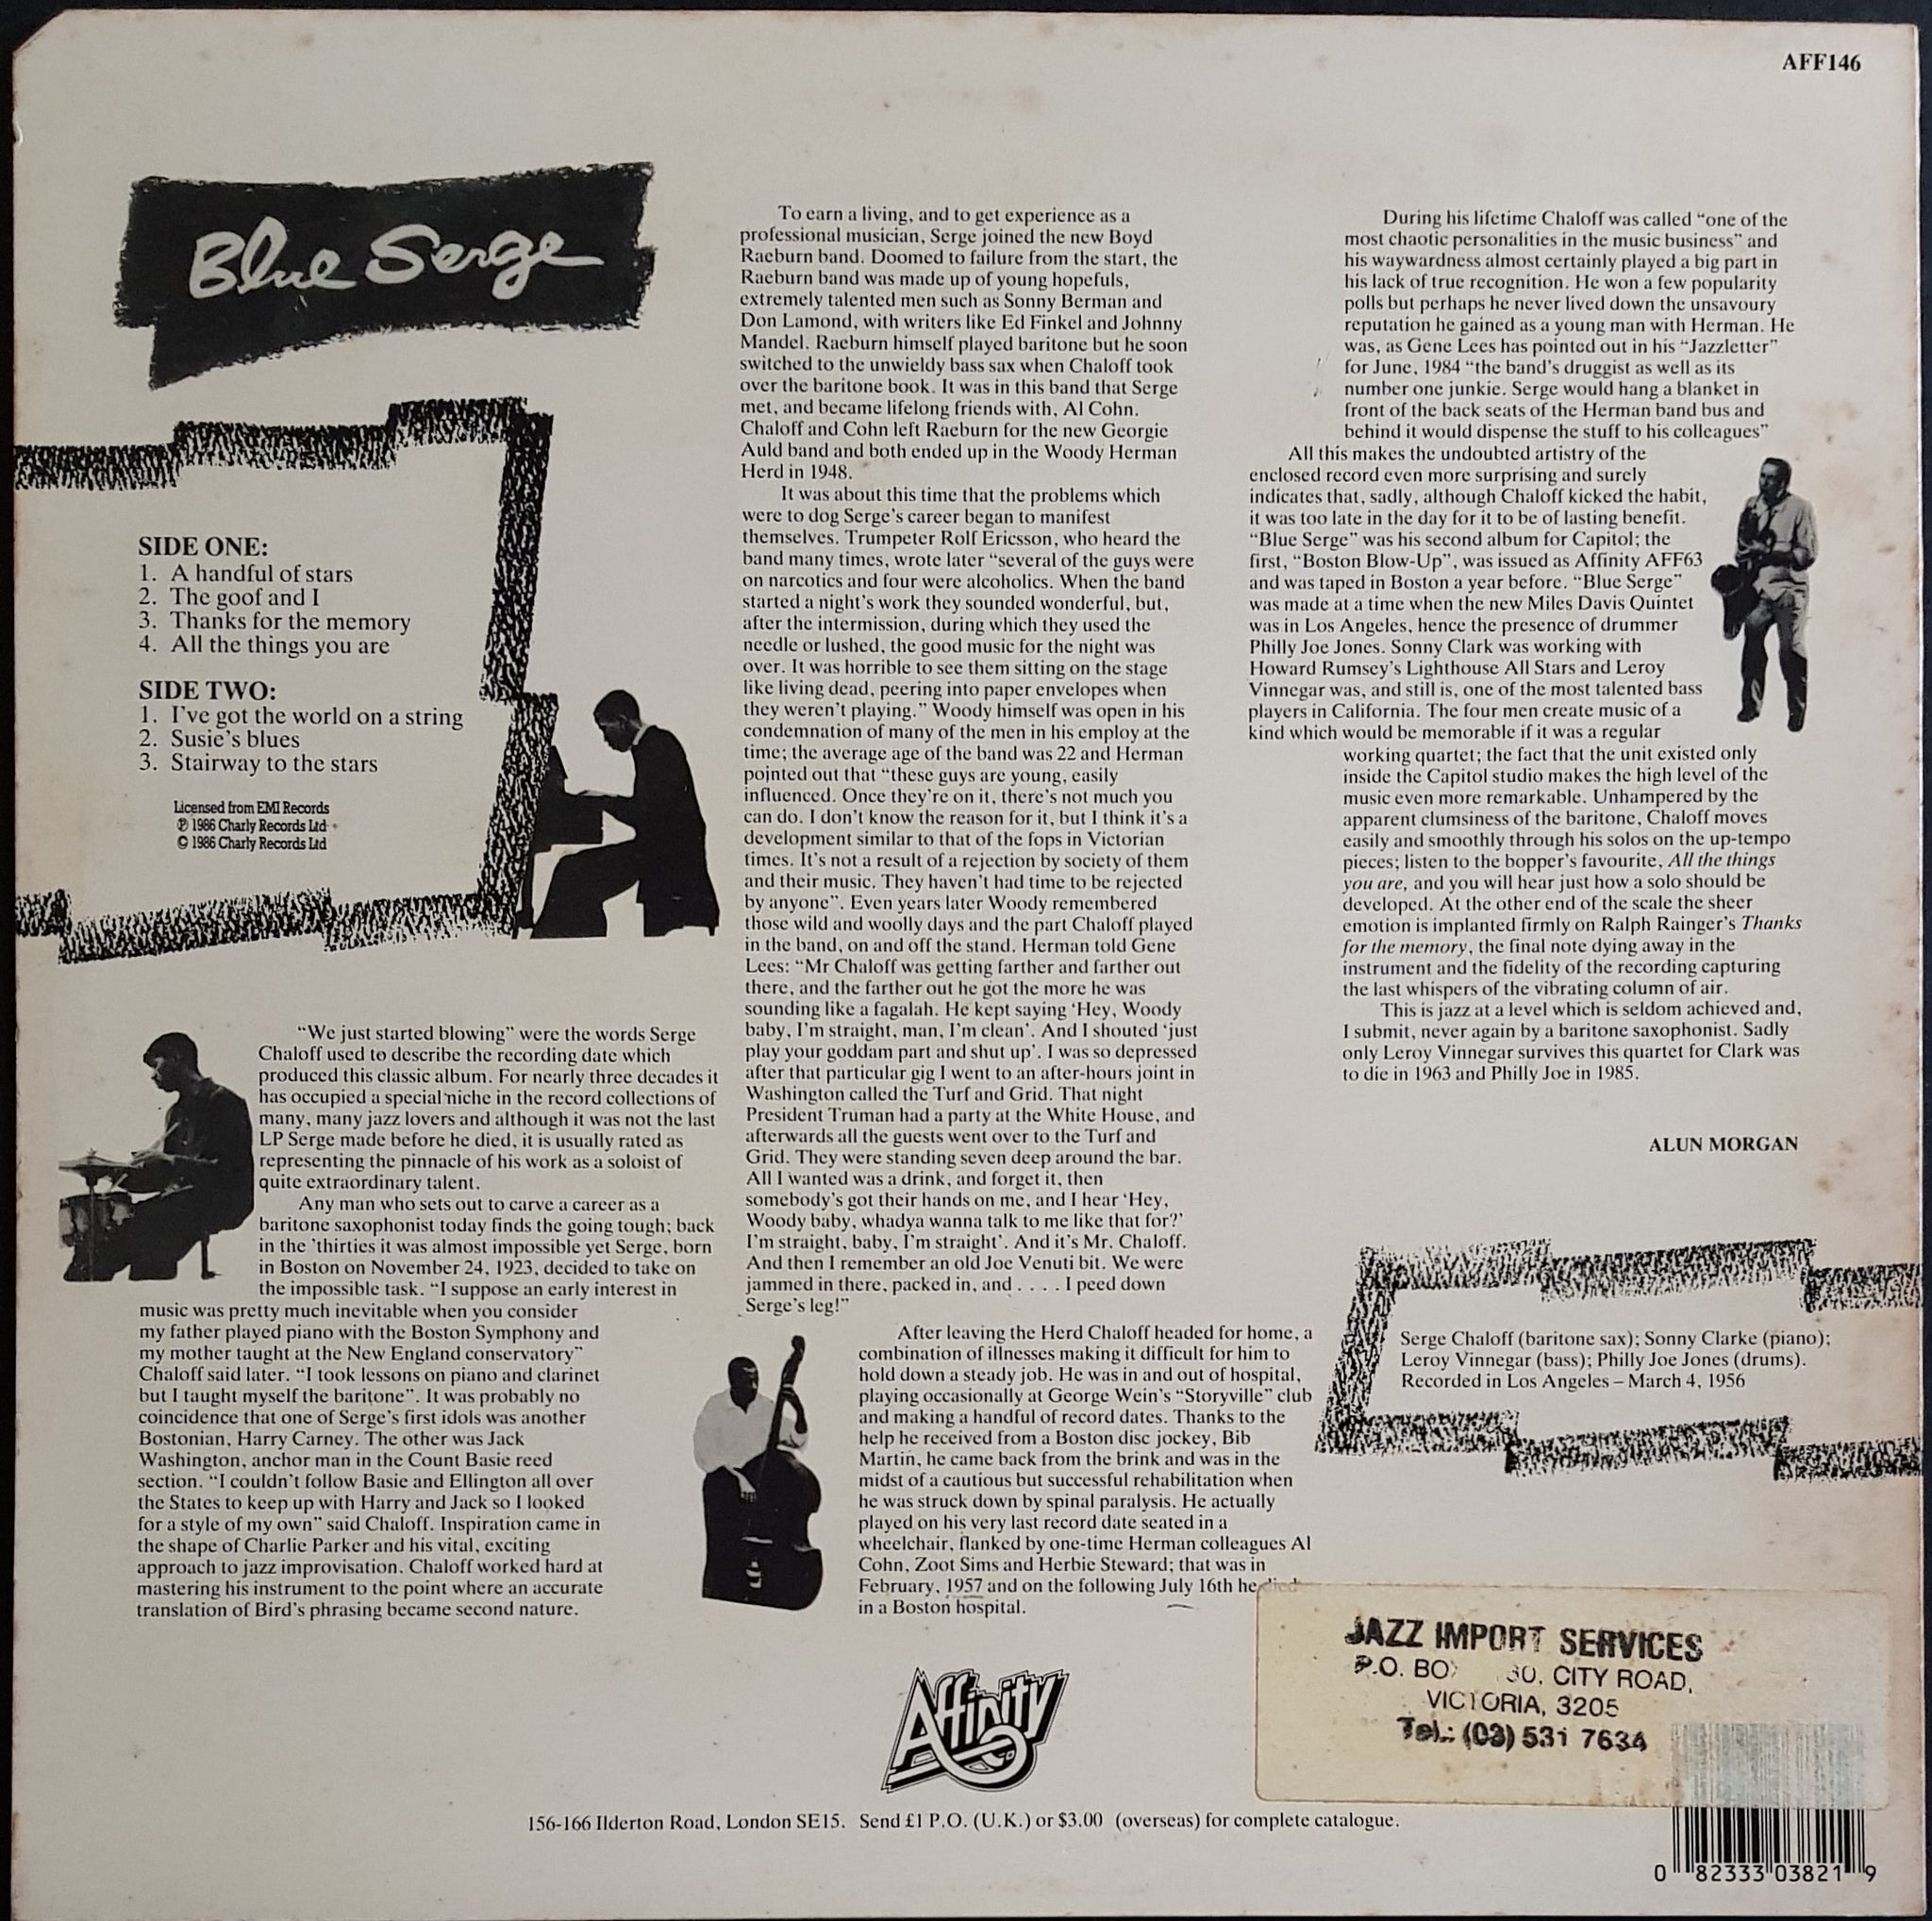 AFF146
Blue Serge
SIDE ONE:
1. A handful of stars
2. The goof and I
3. Thanks for the memory
4. All the things you are
SIDE TWO:
1. I've got the world on a string
2. Susie's blues
3. Stairway to the stars
Licensed from EMI Records
℗ 1986 Charly Records Ltd
© 1986 Charly Records Ltd
“We just started blowing” were the words Serge
Chaloff used to describe the recording date which
produced this classic album. For nearly three decades it
has occupied a special niche in the record collections of
many, many jazz lovers and although it was not the last
LP Serge made before he died, it is usually rated as
representing the pinnacle of his work as a soloist of
quite extraordinary talent.
Any man who sets out to carve a career as a
baritone saxophonist today finds the going tough; back
in the 'thirties it was almost impossible yet Serge, born
in Boston on November 24, 1923, decided to take on
the impossible task. “I suppose an early interest in
music was pretty much inevitable when you consider
my father played piano with the Boston Symphony and
my mother taught at the New England conservatory”
Chaloff said later. “I took lessons on piano and clarinet
but I taught myself the baritone”. It was probably no
coincidence that one of Serge's first idols was another
Bostonian, Harry Carney. The other was Jack
Washington, anchor man in the Count Basie reed
section. “I couldn't follow Basie and Ellington all over
the States to keep up with Harry and Jack so I looked
for a style of my own” said Chaloff. Inspiration came in
the shape of Charlie Parker and his vital, exciting
approach to jazz improvisation. Chaloff worked hard at
mastering his instrument to the point where an accurate
translation of Bird's phrasing became second nature.
To earn a living, and to get experience as a
professional musician, Serge joined the new Boyd
Raeburn band. Doomed to failure from the start, the
Raeburn band was made up of young hopefuls,
extremely talented men such as Sonny Berman and
Don Lamond, with writers like Ed Finkel and Johnny
Mandel. Raeburn himself played baritone but he soon
switched to the unwieldy bass sax when Chaloff took
over the baritone book. It was in this band that Serge
met, and became lifelong friends with, Al Cohn.
Chaloff and Cohn left Raeburn for the new Georgie
Auld band and both ended up in the Woody Herman
Herd in 1948.
It was about this time that the problems which
were to dog Serge's career began to manifest
themselves. Trumpeter Rolf Ericsson, who heard the
band many times, wrote later “several of the guys were
on narcotics and four were alcoholics. When the band
started a night's work they sounded wonderful, but,
after the intermission, during which they used the
needle or lushed, the good music for the night was
over. It was horrible to see them sitting on the stage
like living dead, peering into paper envelopes when
they weren't playing.” Woody himself was open in his
condemnation of many of the men in his employ at the
time; the average age of the band was 22 and Herman
pointed out that “these guys are young, easily
influenced. Once they're on it, there's not much you
can do. I don't know the reason for it, but I think it's a
development similar to that of the fops in Victorian
times. It's not a result of a rejection by society of them
and their music. They haven't had time to be rejected
by anyone”. Even years later Woody remembered
those wild and woolly days and the part Chaloff played
in the band, on and off the stand. Herman told Gene
Lees: “Mr Chaloff was getting farther and farther out
there, and the farther out he got the more he was
sounding like a fagalah. He kept saying ‘Hey, Woody
baby, I'm straight, man, I'm clean’. And I shouted ‘just
play your goddam part and shut up’. I was so depressed
after that particular gig I went to an after-hours joint in
Washington called the Turf and Grid. That night
President Truman had a party at the White House, and
afterwards all the guests went over to the Turf and
Grid. They were standing seven deep around the bar.
All I wanted was a drink, and forget it, then
somebody's got their hands on me, and I hear ‘Hey,
Woody baby, whadya wanna talk to me like that for?’
I'm straight, baby, I'm straight’. And it's Mr. Chaloff.
And then I remember an old Joe Venuti bit. We were
jammed in there, packed in, and . . . . I peed down
Serge's leg!”
After leaving the Herd Chaloff headed for home, a
combination of illnesses making it difficult for him to
hold down a steady job. He was in and out of hospital,
playing occasionally at George Wein's “Storyville” club
and making a handful of record dates. Thanks to the
help he received from a Boston disc jockey, Bib
Martin, he came back from the brink and was in the
midst of a cautious but successful rehabilitation when
he was struck down by spinal paralysis. He actually
played on his very last record date seated in a
wheelchair, flanked by one-time Herman colleagues Al
Cohn, Zoot Sims and Herbie Steward; that was in
February, 1957 and on the following July 16th he died
in a Boston hospital.
During his lifetime Chaloff was called “one of the
most chaotic personalities in the music business” and
his waywardness almost certainly played a big part in
his lack of true recognition. He won a few popularity
polls but perhaps he never lived down the unsavoury
reputation he gained as a young man with Herman. He
was, as Gene Lees has pointed out in his “Jazzletter”
for June, 1984 “the band's druggist as well as its
number one junkie. Serge would hang a blanket in
front of the back seats of the Herman band bus and
behind it would dispense the stuff to his colleagues”
All this makes the undoubted artistry of the
enclosed record even more surprising and surely
indicates that, sadly, although Chaloff kicked the habit,
it was too late in the day for it to be of lasting benefit.
“Blue Serge” was his second album for Capitol; the
first, “Boston Blow-Up”, was issued as Affinity AFF63
and was taped in Boston a year before. “Blue Serge”
was made at a time when the new Miles Davis Quintet
was in Los Angeles, hence the presence of drummer
Philly Joe Jones. Sonny Clark was working with
Howard Rumsey's Lighthouse All Stars and Leroy
Vinnegar was, and still is, one of the most talented bass
players in California. The four men create music of a
kind which would be memorable if it was a regular
working quartet; the fact that the unit existed only
inside the Capitol studio makes the high level of the
music even more remarkable. Unhampered by the
apparent clumsiness of the baritone, Chaloff moves
easily and smoothly through his solos on the up-tempo
pieces; listen to the bopper's favourite, All the things
you are, and you will hear just how a solo should be
developed. At the other end of the scale the sheer
emotion is implanted firmly on Ralph Rainger's Thanks
for the memory, the final note dying away in the
instrument and the fidelity of the recording capturing
the last whispers of the vibrating column of air.
This is jazz at a level which is seldom achieved and,
I submit, never again by a baritone saxophonist. Sadly
only Leroy Vinnegar survives this quartet for Clark was
to die in 1963 and Philly Joe in 1985.
ALUN MORGAN
Serge Chaloff (baritone sax); Sonny Clarke (piano);
Leroy Vinnegar (bass); Philly Joe Jones (drums).
Recorded in Los Angeles – March 4, 1956
JAZZ IMPORT SERVICES
P.O. CITY ROAD,
VICTORIA, 3205
Tel.: (03) 531 7634
Affinity
156-166 Ilderton Road, London SE15. Send £1 P.O. (U.K.) or $3.00 (overseas) for complete catalogue.
0 82333 03821 9